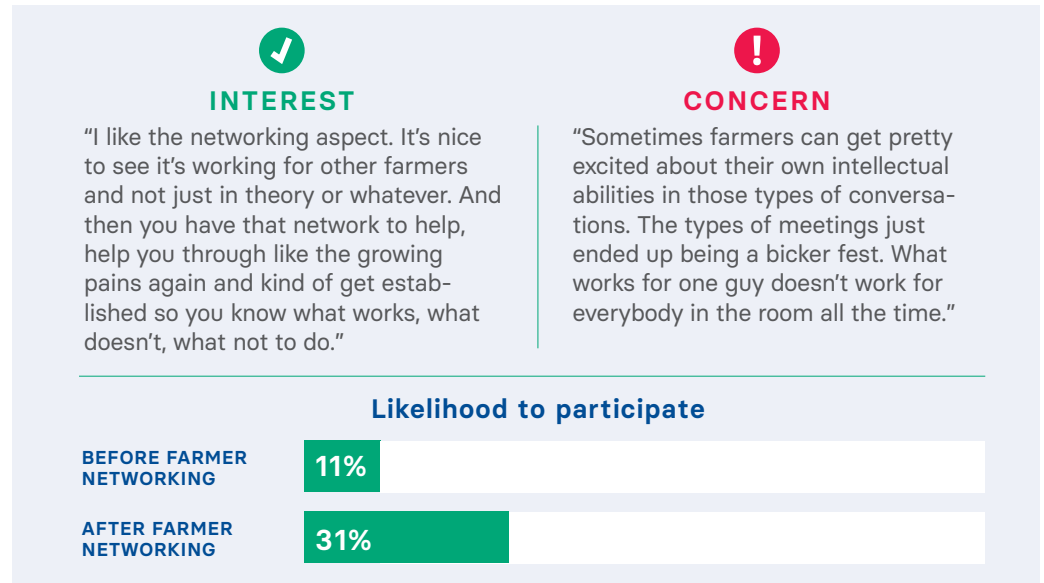 INTEREST
“I like the networking aspect. It’s nice
to see it’s working for other farmers
and not just in theory or whatever. And
then you have that network to help,
help you through like the growing
pains again and kind of get estab-
lished so you know what works, what
doesn’t, what not to do.”
CONCERN
“Sometimes farmers can get pretty
excited about their own intellectual
abilities in those types of conversa-
tions. The types of meetings just
ended up being a bicker fest. What
works for one guy doesn’t work for
everybody in the room all the time.”
Likelihood to participate
BEFORE FARMER
NETWORKING
11%
AFTER FARMER
NETWORKING
31%